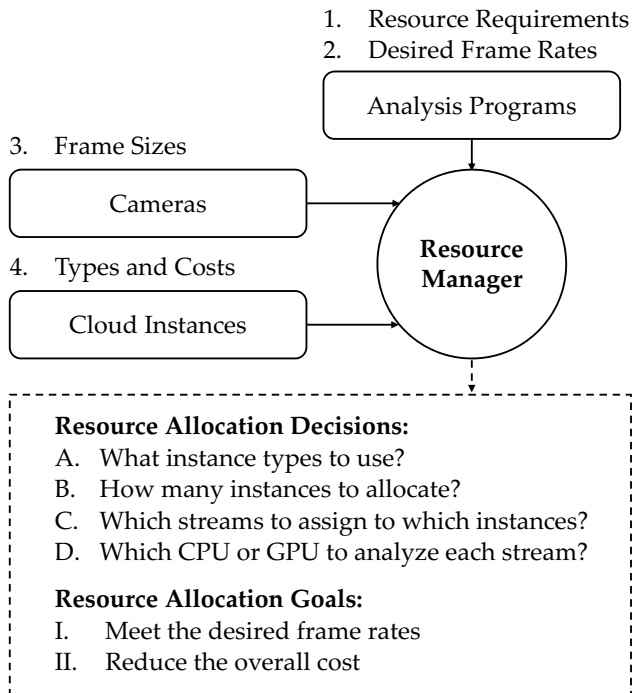 1. Resource Requirements
2. Desired Frame Rates
Analysis Programs
3. Frame Sizes
Cameras
4. Types and Costs
Cloud Instances
Resource
Manager
Resource Allocation Decisions:
A. What instance types to use?
B. How many instances to allocate?
C. Which streams to assign to which instances?
D. Which CPU or GPU to analyze each stream?
Resource Allocation Goals:
I. Meet the desired frame rates
II. Reduce the overall cost